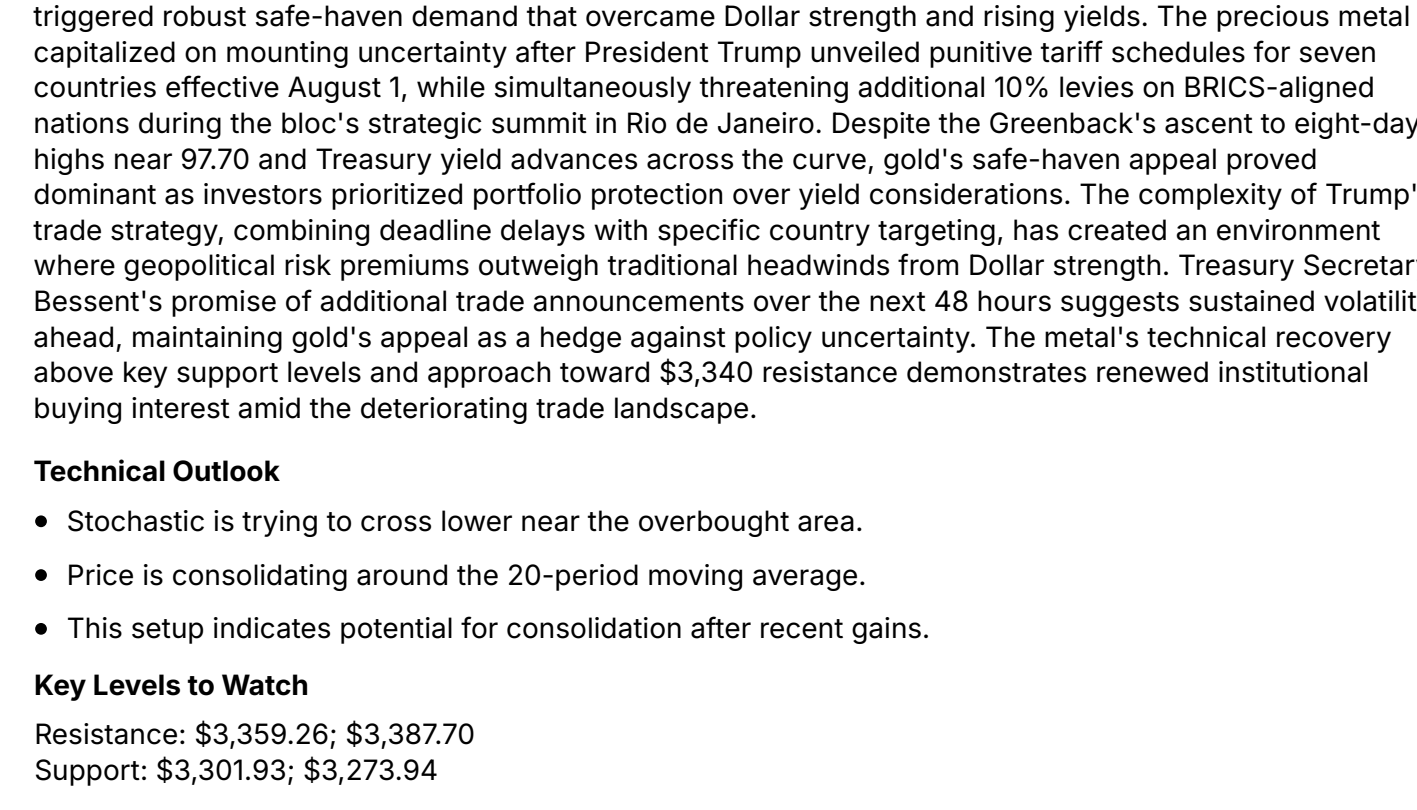 triggered robust safe-haven demand that overcame Dollar strength and rising yields. The precious metal
capitalized on mounting uncertainty after President Trump unveiled punitive tariff schedules for seven
countries effective August 1, while simultaneously threatening additional 10% levies on BRICS-aligned
nations during the bloc's strategic summit in Rio de Janeiro. Despite the Greenback's ascent to eight-day
highs near 97.70 and Treasury yield advances across the curve, gold's safe-haven appeal proved
dominant as investors prioritized portfolio protection over yield considerations. The complexity of Trump'
trade strategy, combining deadline delays with specific country targeting, has created an environment
where geopolitical risk premiums outweigh traditional headwinds from Dollar strength. Treasury Secretar
Bessent's promise of additional trade announcements over the next 48 hours suggests sustained volatilit
ahead, maintaining gold's appeal as a hedge against policy uncertainty. The metal's technical recovery
above key support levels and approach toward $3,340 resistance demonstrates renewed institutional
buying interest amid the deteriorating trade landscape.
Technical Outlook
• Stochastic is trying to cross lower near the overbought area.
• Price is consolidating around the 20-period moving average.
• This setup indicates potential for consolidation after recent gains.
Key Levels to Watch
Resistance: $3,359.26; $3,387.70
Support: $3,301.93; $3,273.94